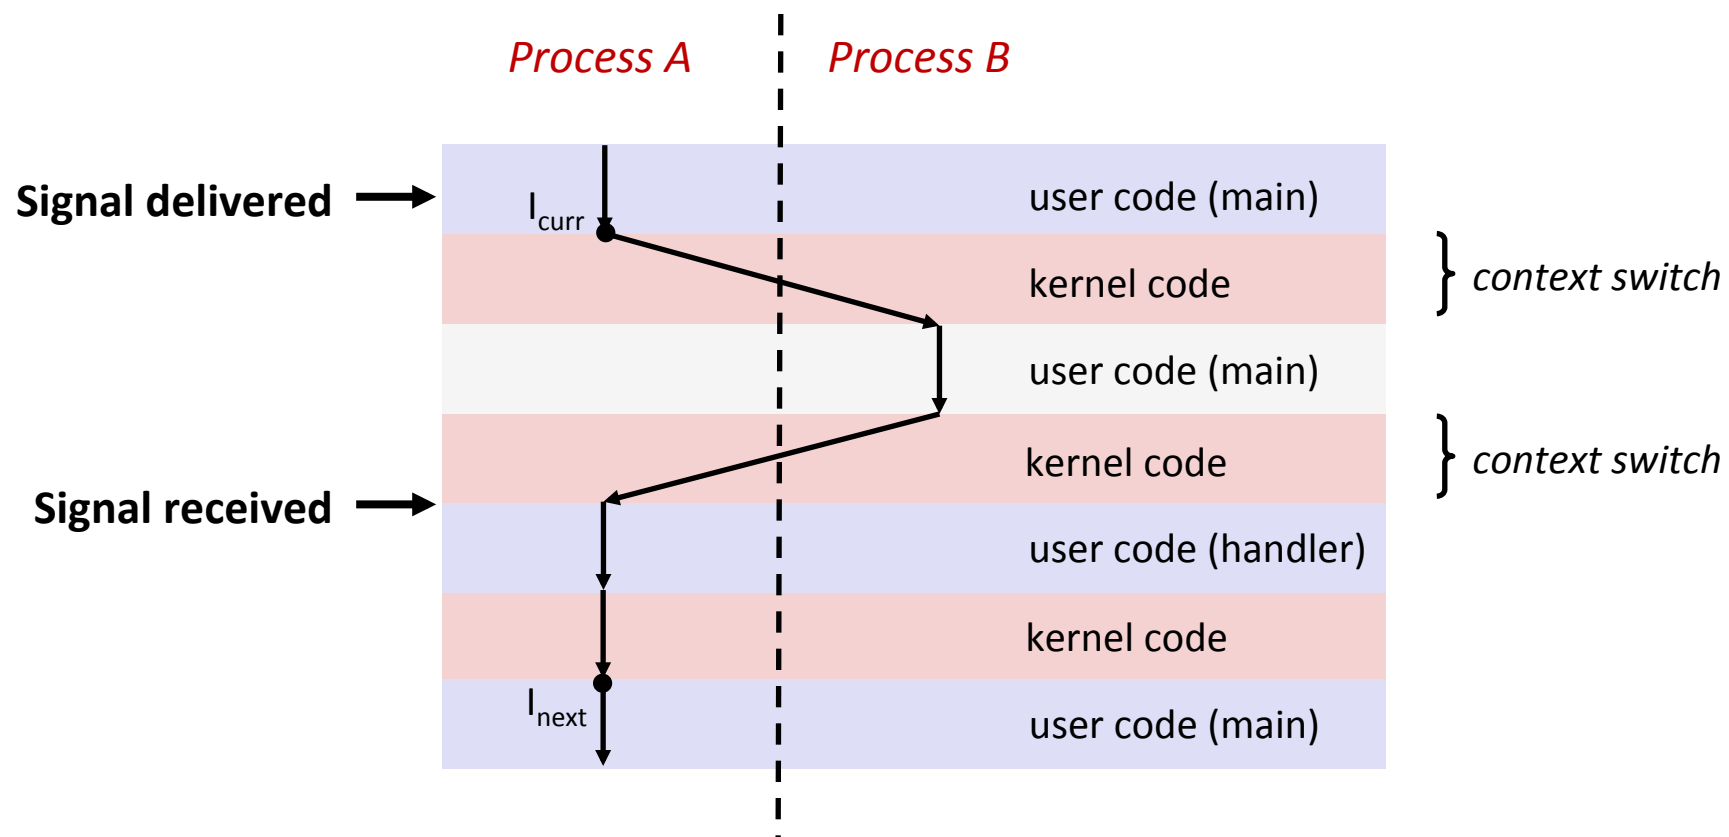 Process A
Process B
Signal delivered
user code (main)
Icurr
kernel code
context switch
user code (main)
kernel code
context switch
Signal received
user code (handler)
kernel code
Inext
user code (main)